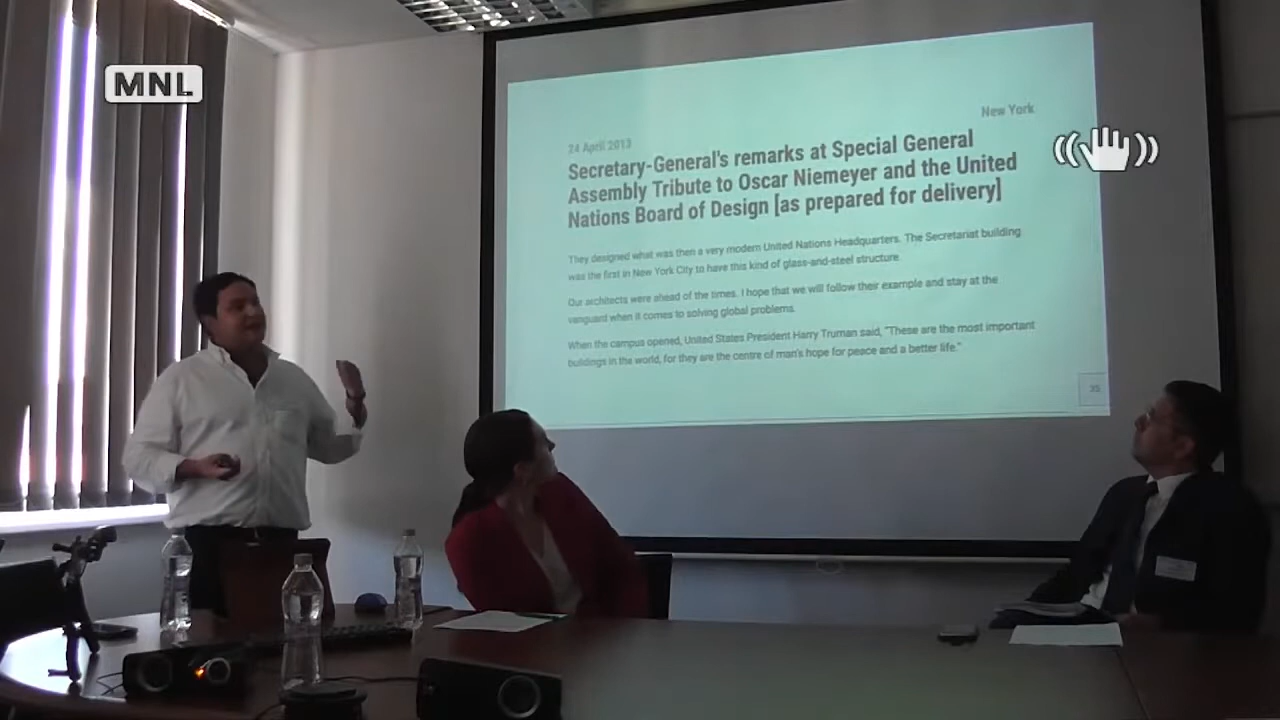 MNL
New York
24 April 2013
Secretary-General's remarks at Special General
Assembly Tribute to Oscar Niemeyer and the United
Nations Board of Design [as prepared for delivery]
They designed what was then a very modern United Nations Headquarters. The Secretariat building
was the first in New York City to have this kind of glass-and-steel structure.
Our architects were ahead of the times. I hope that we will follow their example and stay at the
vanguard when it comes to solving global problems.
When the campus opened, United States President Harry Truman said, "These are the most important
buildings in the world, for they are the centre of man's hope for peace and a better life."
35